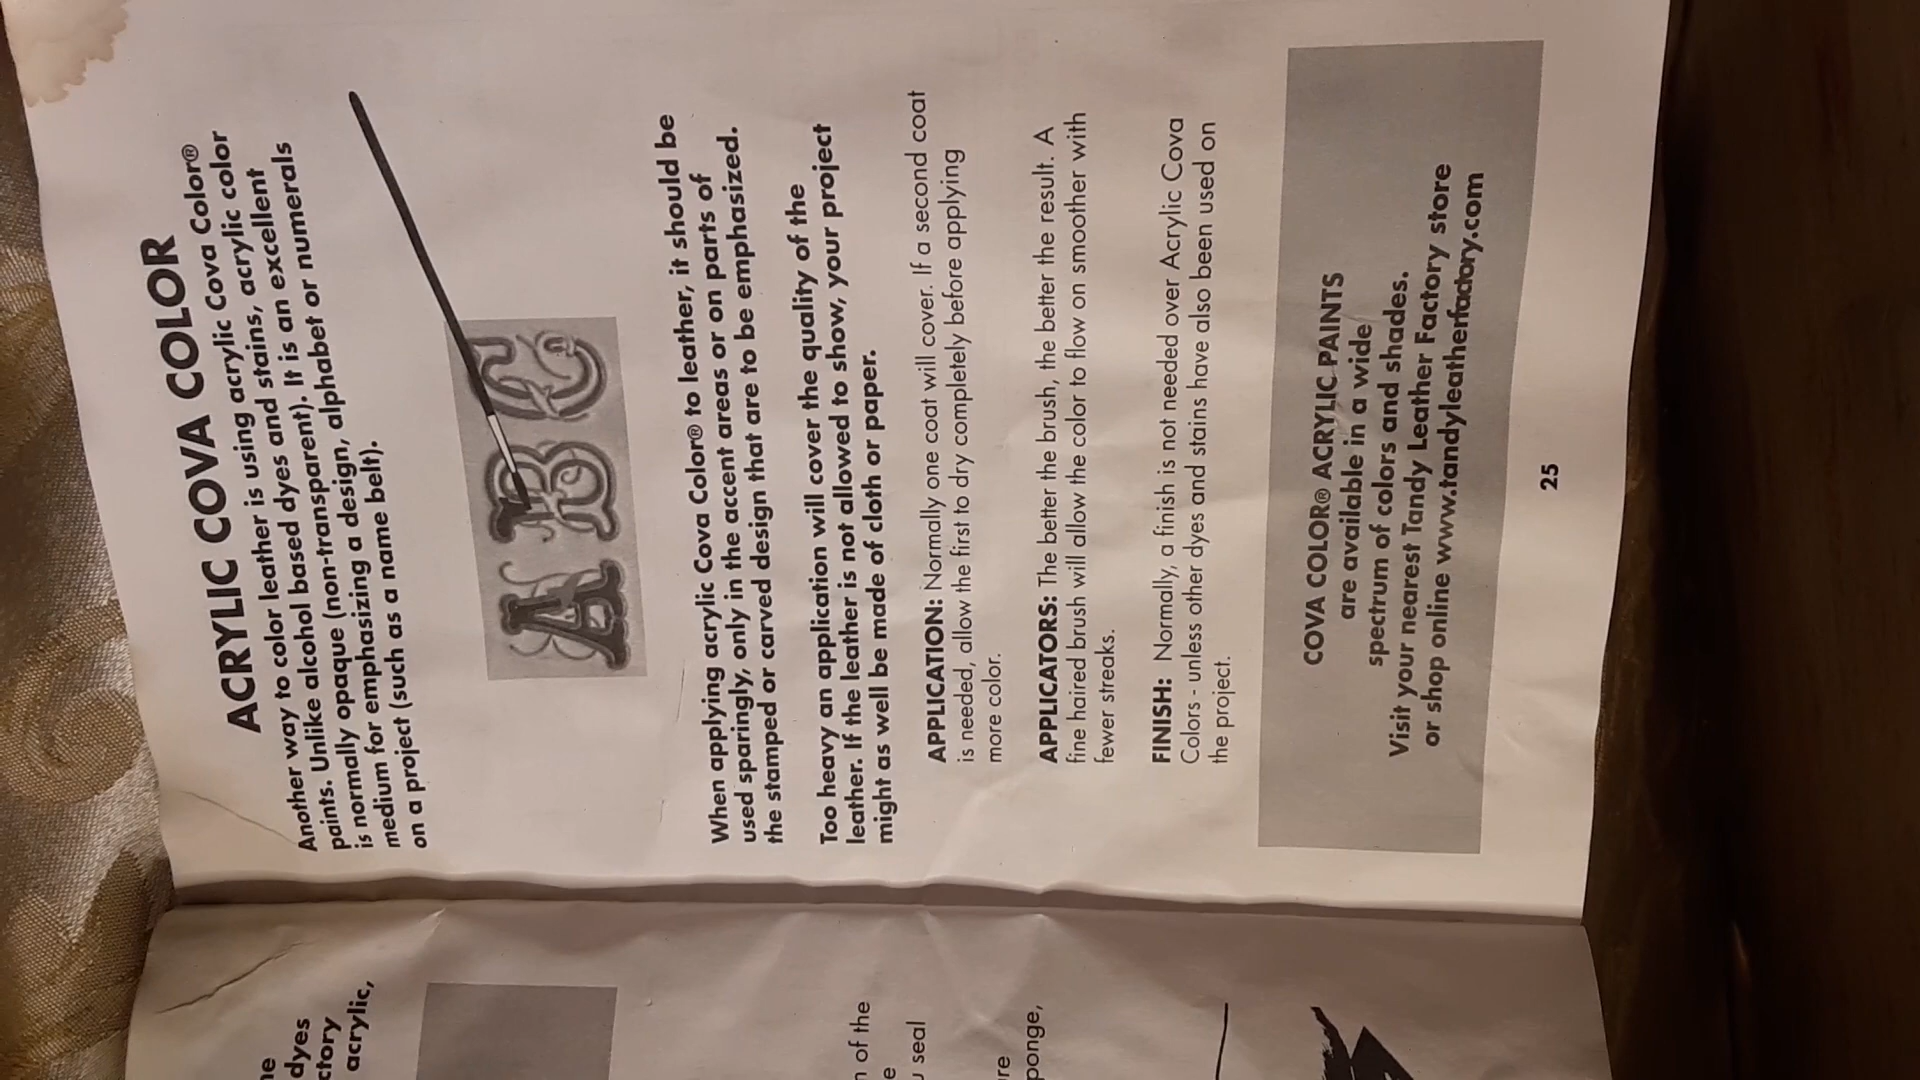 ACRYLIC COVA COLOR
Another way to color leather is using acrylic Cova Color®
paints. Unlike alcohol based dyes and stains, acrylic color
is normally opaque (non-transparent). It is an excellent
medium for emphasizing a design, alphabet or numerals
on a project (such as a name belt).
A B C
When applying acrylic Cova Color® to leather, it should be
used sparingly, only in the accent areas or on parts of
the stamped or carved design that are to be emphasized.
Too heavy an application will cover the quality of the
leather. If the leather is not allowed to show, your project
might as well be made of cloth or paper.
APPLICATION: Normally one coat will cover. If a second coat
is needed, allow the first to dry completely before applying
more color.
APPLICATORS: The better the brush, the better the result. A
fine haired brush will allow the color to flow on smoother with
fewer streaks.
FINISH: Normally, a finish is not needed over Acrylic Cova
Colors - unless other dyes and stains have also been used on
the project.
COVA COLOR® ACRYLIC PAINTS
are available in a wide
spectrum of colors and shades.
Visit your nearest Tandy Leather Factory store
or shop online www.tandyleatherfactory.com
25
dyes
acrylic,
of the
seal